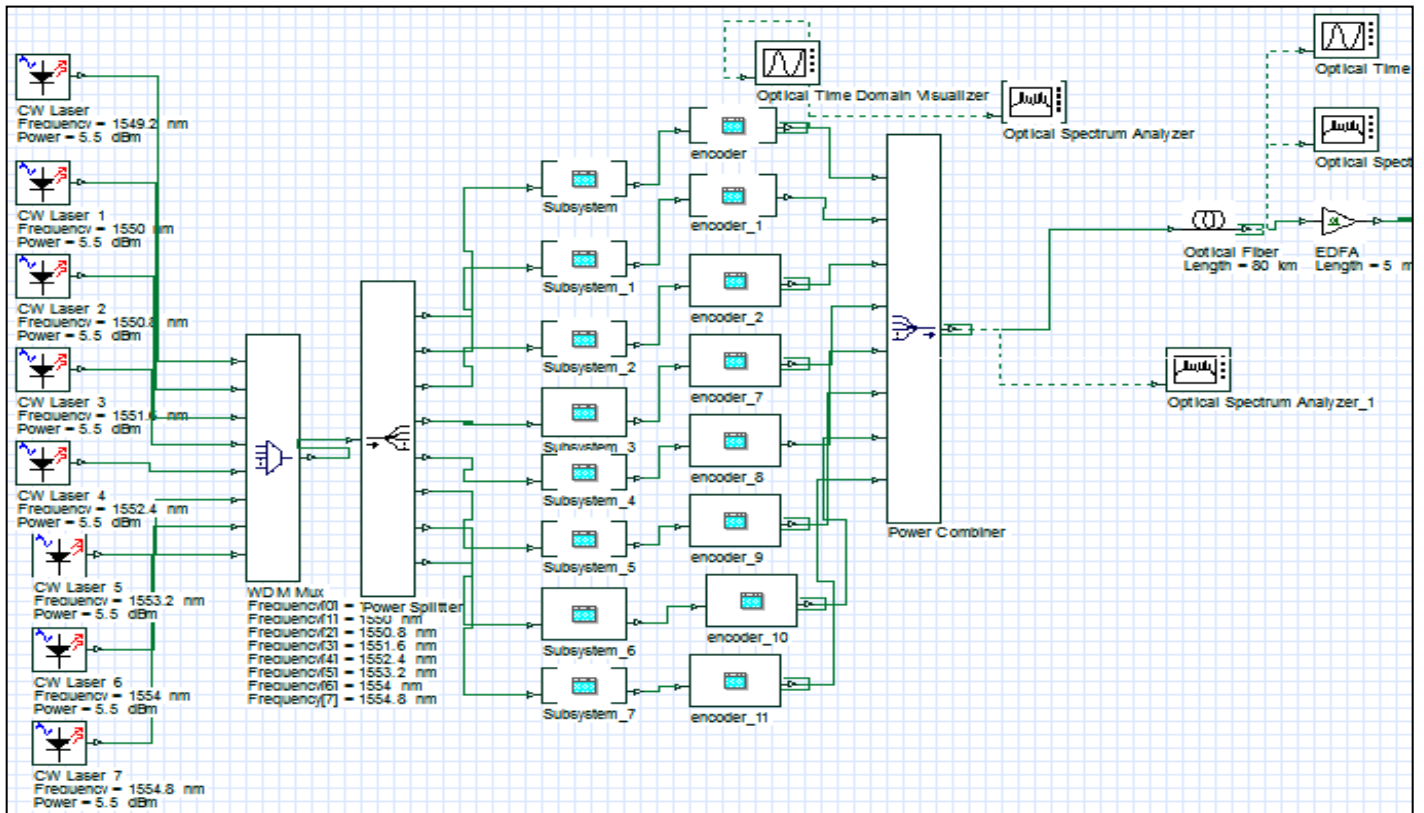 CW Laser
Frequency = 1549.2 nm
Power = 5.5 dBm
CW Laser 1
Frequency = 1550 nm
Power = 5.5 dBm
CW Laser 2
Frequency = 1550.8 nm
Power = 5.5 dBm
CW Laser 3
Frequency = 1551.6 nm
Power = 5.5 dBm
CW Laser 4
Frequency = 1552.4 nm
Power = 5.5 dBm
CW Laser 5
Frequency = 1553.2 nm
Power = 5.5 dBm
CW Laser 6
Frequency = 1554 nm
Power = 5.5 dBm
CW Laser 7
Frequency = 1554.8 nm
Power = 5.5 dBm
WDM Mux
Frequency[0] =
Frequency[1] = 1550 nm
Frequency[2] = 1550.8 nm
Frequency[3] = 1551.6 nm
Frequency[4] = 1552.4 nm
Frequency[5] = 1553.2 nm
Frequency[6] = 1554 nm
Frequency[7] = 1554.8 nm
Power Splitter
Subsystem
Subsystem_1
Subsystem_2
Subsystem_3
Subsystem_4
Subsystem_5
Subsystem_6
Subsystem_7
Optical Time Domain Visualizer
encoder
encoder_1
encoder_2
encoder_7
encoder_8
encoder_9
encoder_10
encoder_11
Optical Spectrum Analyzer
Power Combiner
Optical Spectrum Analyzer_1
Optical Fiber
Length = 80 km
Optical Time
Optical Spect
EDFA
Length = 5 m